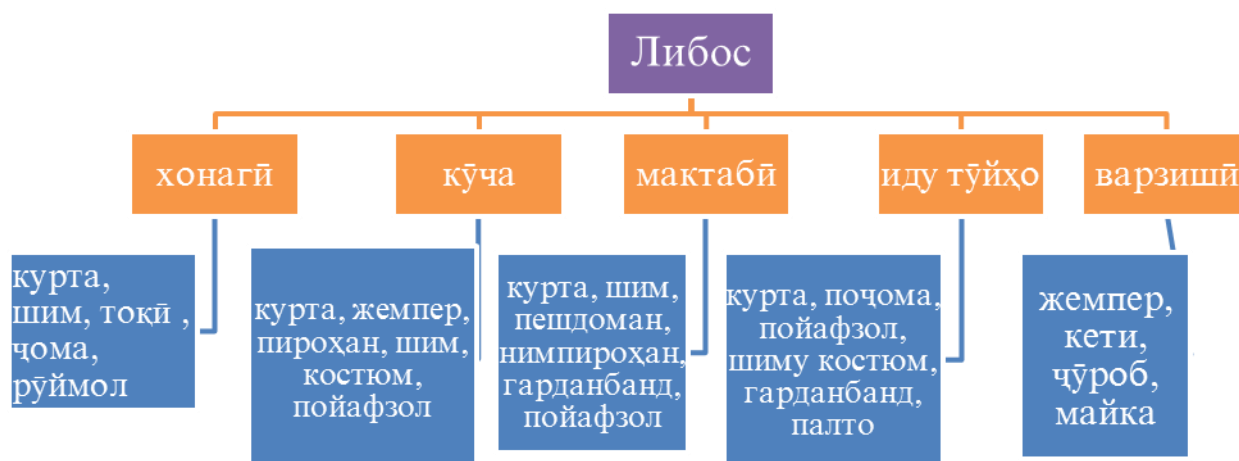 Либос
хонагӣ
кӯча
мактабӣ
иду тӯйҳо
варзишӣ
курта,
шим, тоқӣ ,
ҷома,
рӯймол
курта, жемпер,
пироҳан, шим,
костюм,
пойафзол
курта, шим,
пешдоман,
нимпироҳан,
гарданбанд,
пойафзол
курта, поҷома,
пойафзол,
шиму костюм,
гарданбанд,
палто
жемпер,
кети,
ҷӯроб,
майка